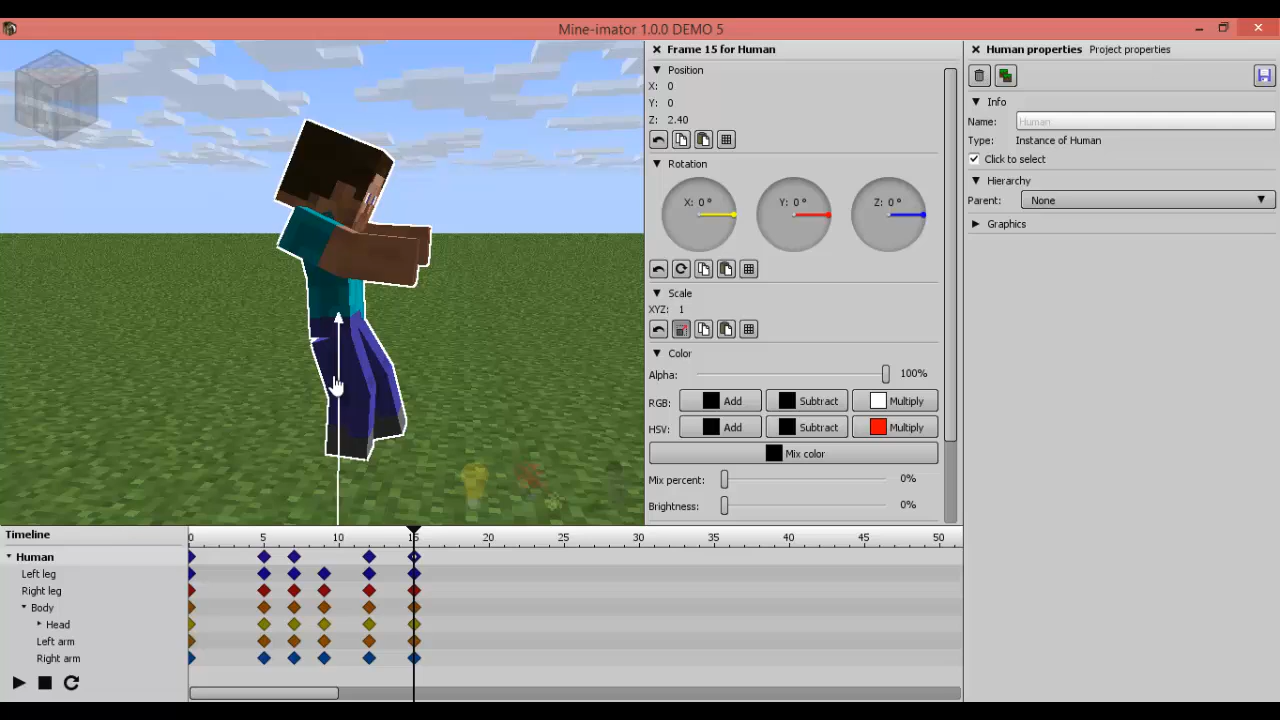 Mine-imator 1.0.0 DEMO 5
Frame 15 for Human
Position
X: 0
Y: 0
Z: 2.40
Rotation
X: 0 º Y: 0 º Z: 0 º
Scale
XYZ: 1
Color
Alpha: 100%
RGB: Add Subtract Multiply
HSV: Add Subtract Multiply
Mix color
Mix percent: 0%
Brightness: 0%
Human properties Project properties
Info
Name: Human
Type: Instance of Human
Click to select
Hierarchy
Parent: None
Graphics
Timeline
0 5 10 15 20 25 30 35 40 45 50
Human
Left leg
Right leg
Body
Head
Left arm
Right arm